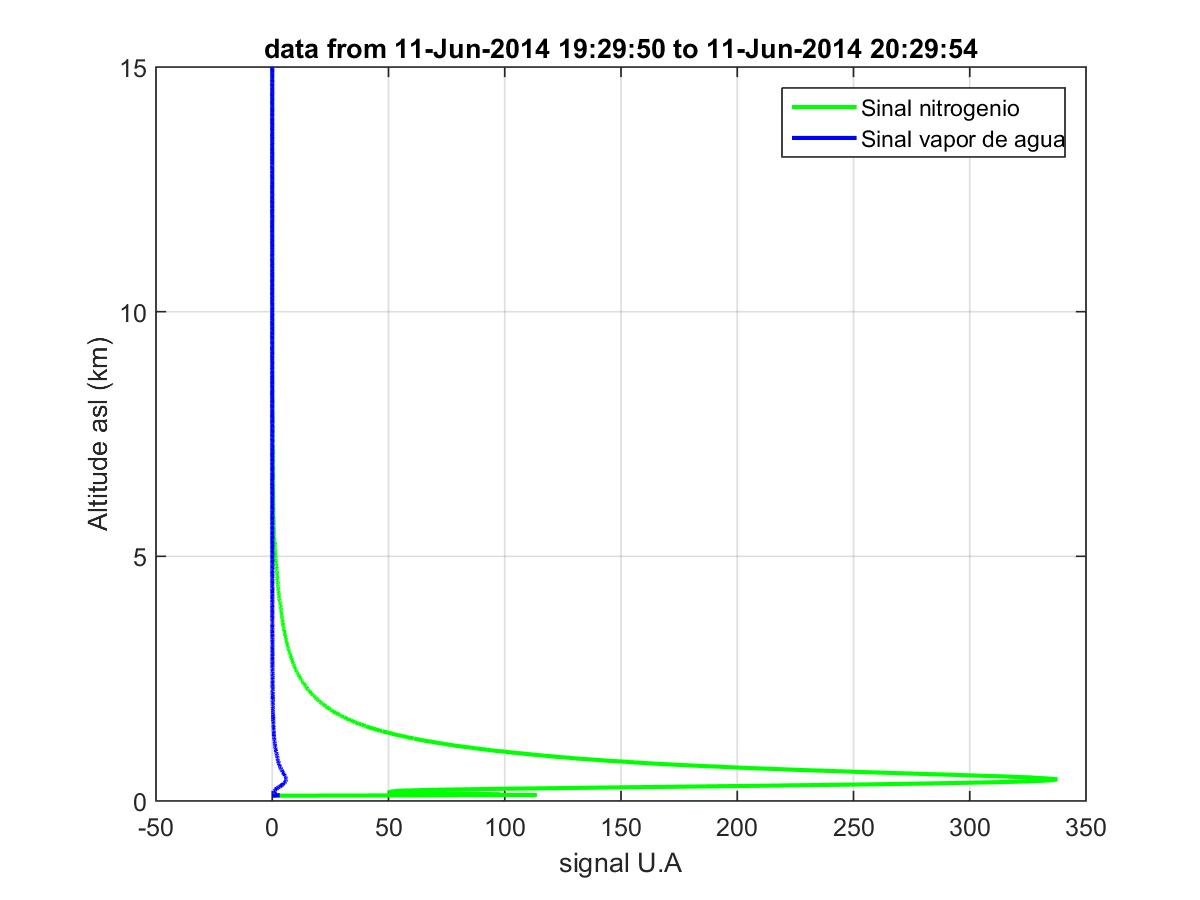 data from 11-Jun-2014 19:29:50 to 11-Jun-2014 20:29:54
Sinal nitrogenio
Sinal vapor de agua
15
10
5
0
Altitude asl (km)
-50 0 50 100 150 200 250 300 350
signal U.A